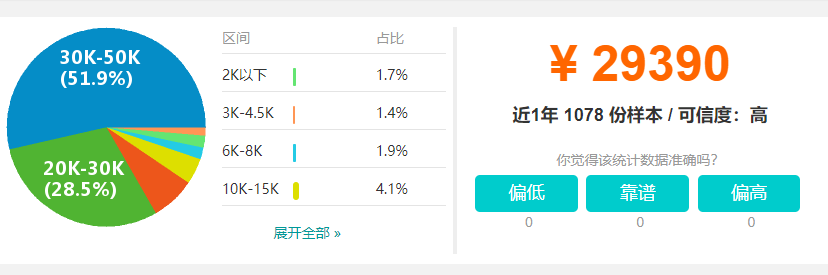 30K-50K
(51.9%)
20K-30K
(28.5%)
区间 占比
2K以下 1.7%
3K-4.5K 1.4%
6K-8K 1.9%
10K-15K 4.1%
展开全部 »
¥ 29390
近1年 1078 份样本 / 可信度：高
你觉得该统计数据准确吗？
偏低 靠谱 偏高
0 0 0